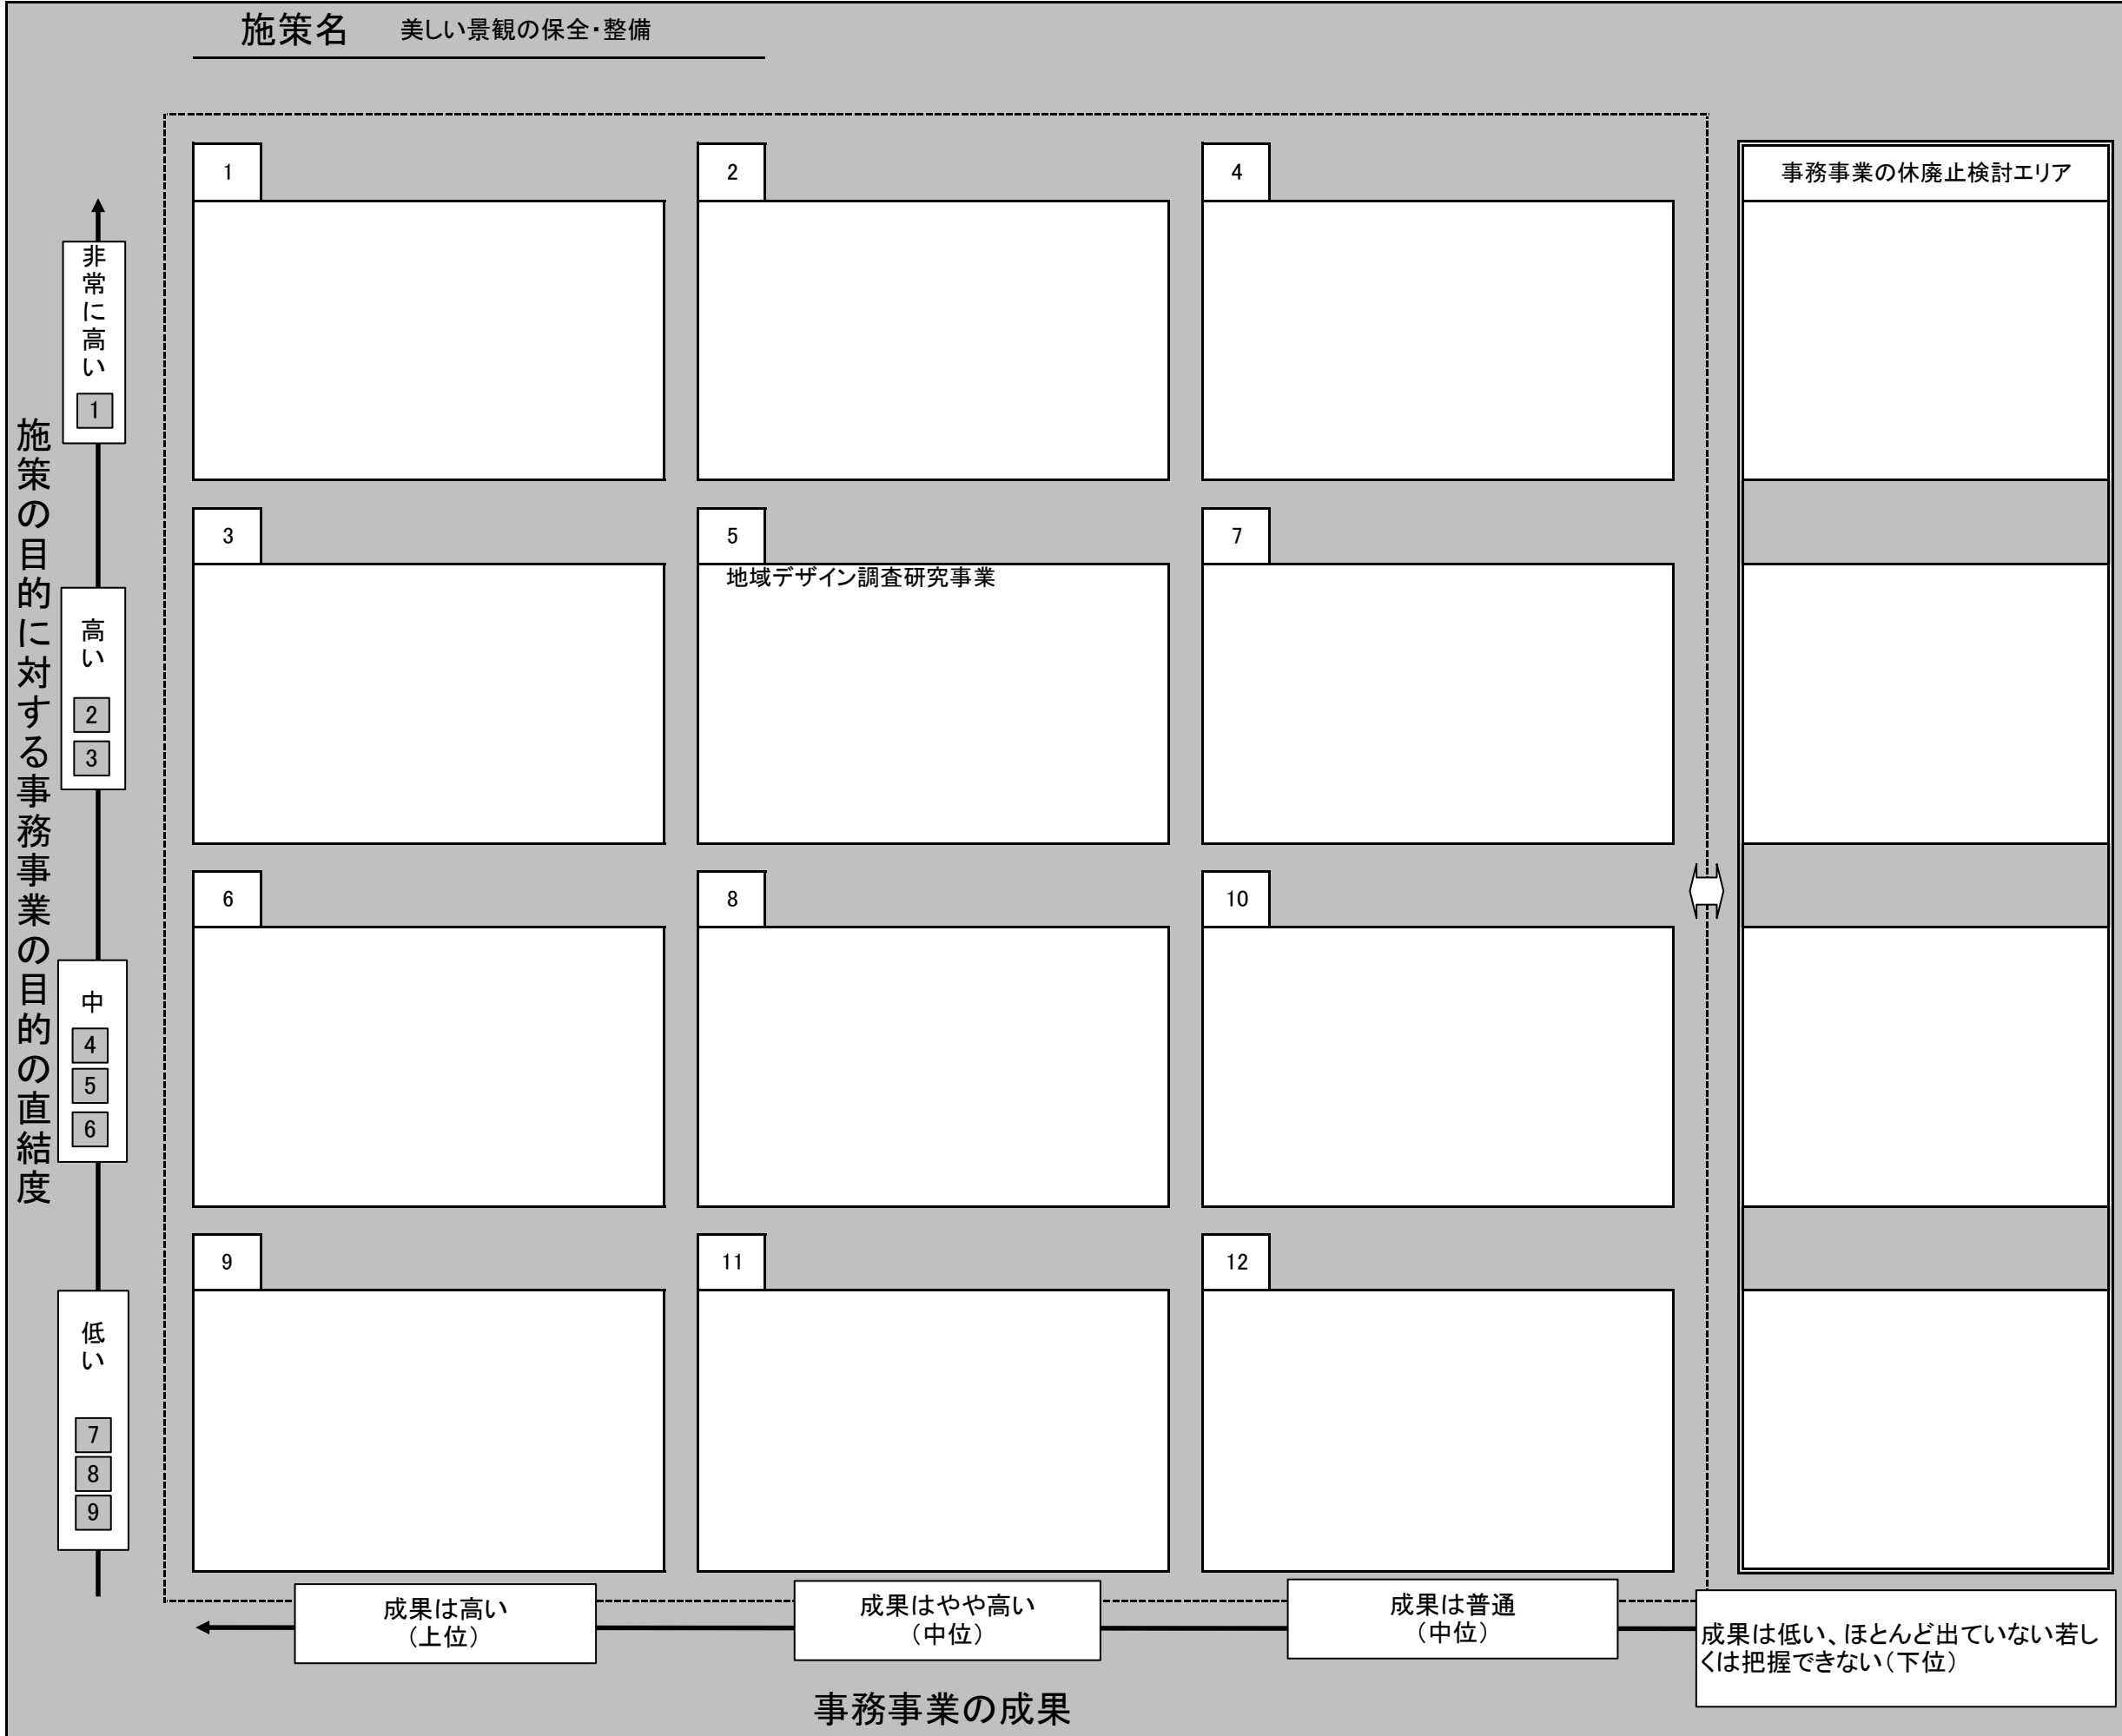 施策名 美しい景観の保全・整備
1
2
4
事務事業の休廃止検討エリア
非常に高い
1
3
5
7
地域デザイン調査研究事業
高い
2
3
施策の目的に対する事務事業の目的の直結度
6
8
10
中
4
5
6
9
11
12
低い
7
8
9
成果は高い
(上位)
成果はやや高い
(中位)
成果は普通
(中位)
成果は低い、ほとんど出ていない若し
くは把握できない(下位)
事務事業の成果